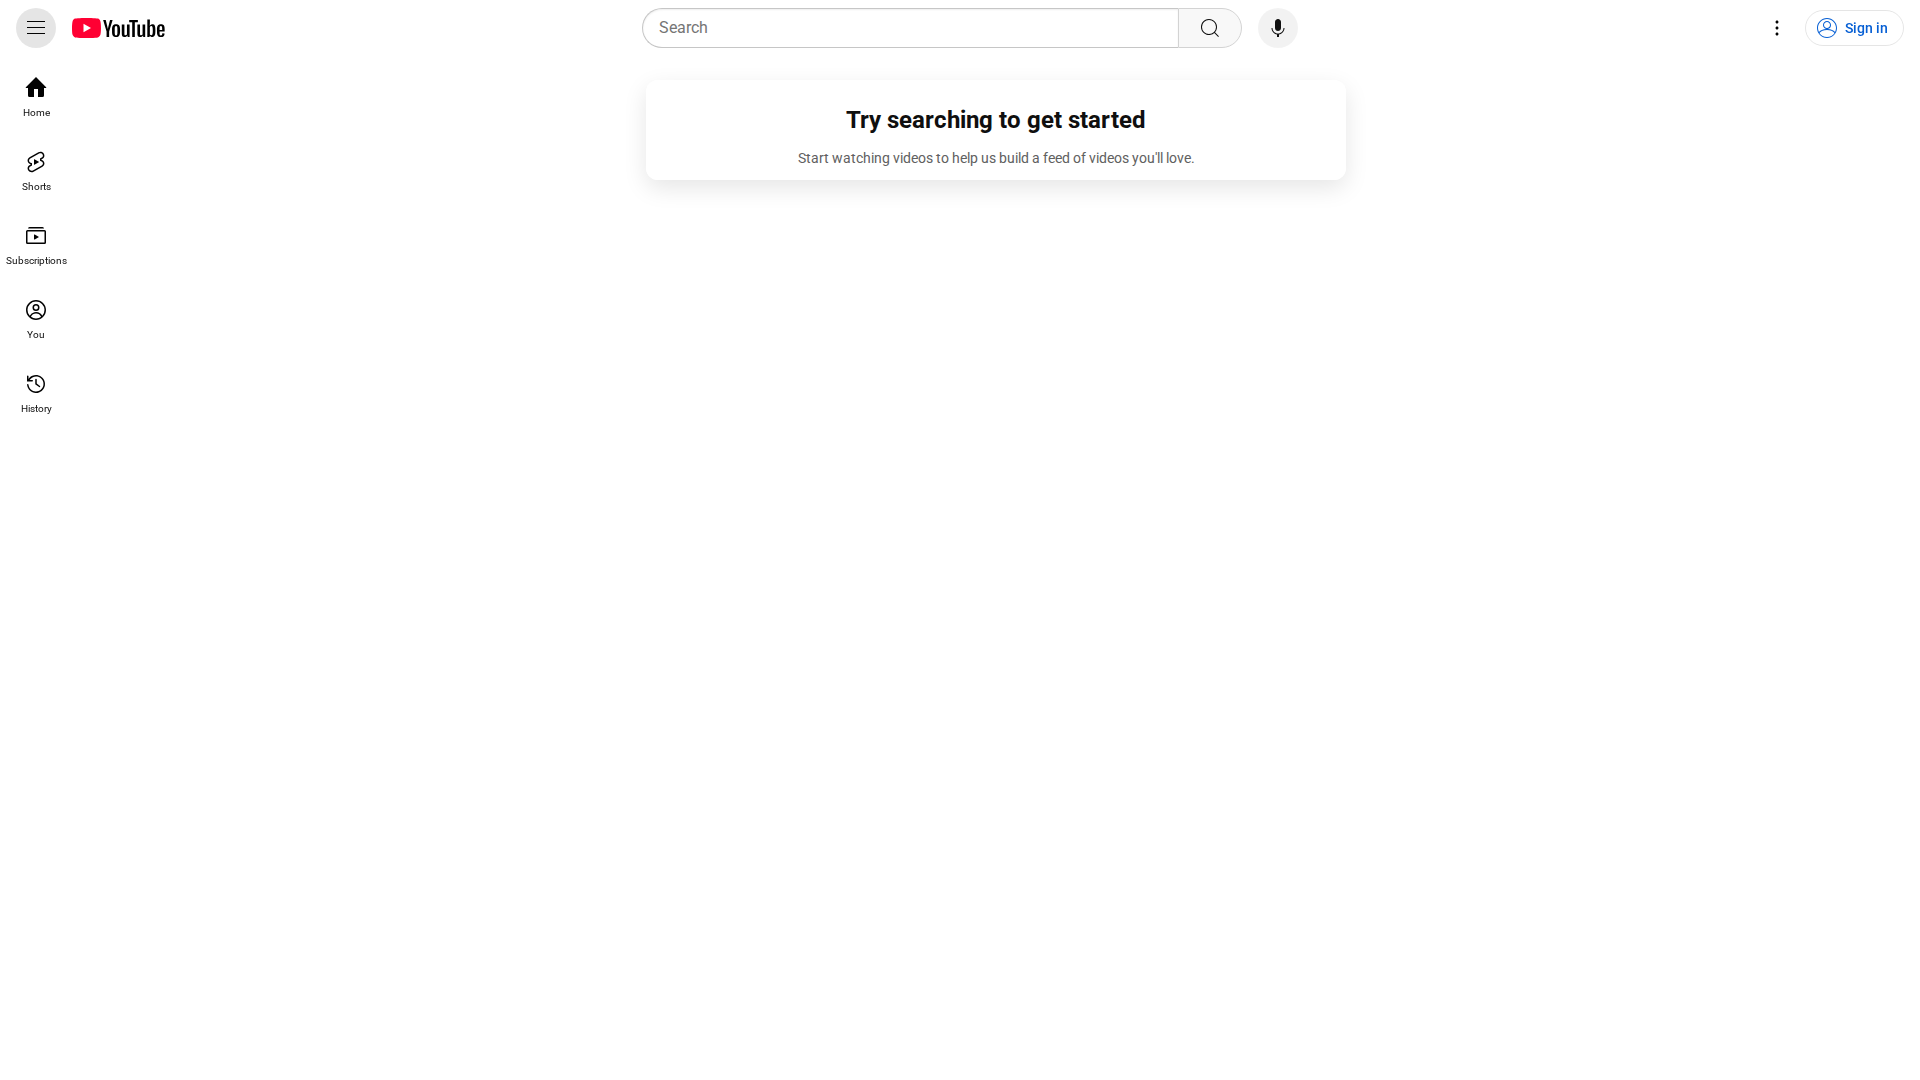 YouTube
Search
Sign in
Home
Shorts
Subscriptions
You
History
Try searching to get started
Start watching videos to help us build a feed of videos you'll love.